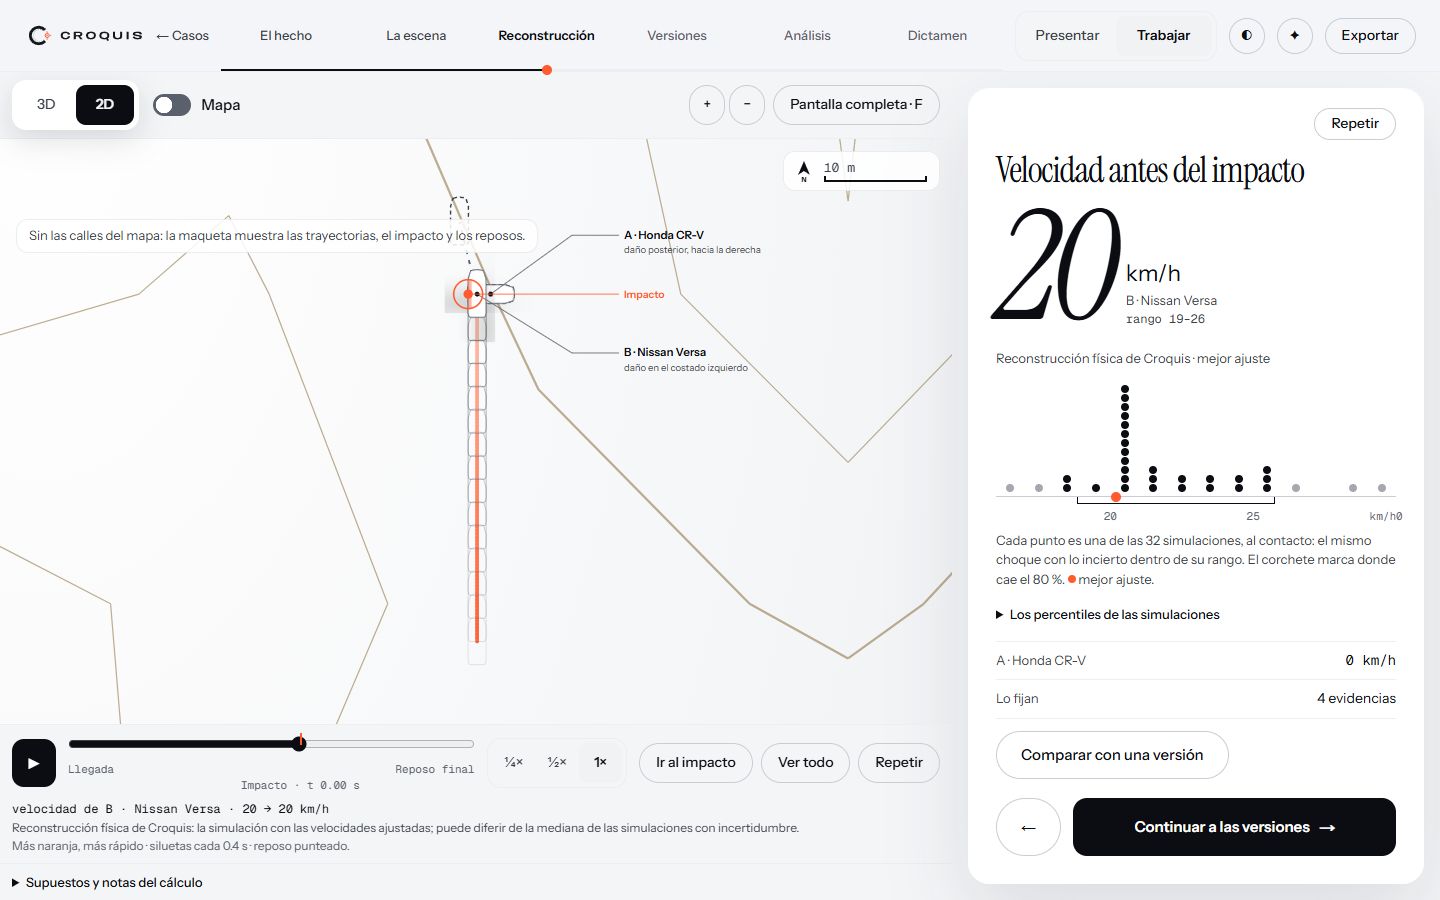 CROQUIS
← Casos
El hecho
La escena
Reconstrucción
Versiones
Análisis
Dictamen
Presentar
Trabajar
Exportar
3D
2D
Mapa
+
−
Pantalla completa · F
N
10 m
Sin las calles del mapa: la maqueta muestra las trayectorias, el impacto y los reposos.
A · Honda CR-V
daño posterior, hacia la derecha
Impacto
B · Nissan Versa
daño en el costado izquierdo
Llegada
Reposo final
Impacto · t 0.00 s
¼×
½×
1×
Ir al impacto
Ver todo
Repetir
velocidad de B · Nissan Versa · 20 → 20 km/h
Reconstrucción física de Croquis: la simulación con las velocidades ajustadas; puede diferir de la mediana de las simulaciones con incertidumbre.
Más naranja, más rápido · siluetas cada 0.4 s · reposo punteado.
Supuestos y notas del cálculo
Repetir
Velocidad antes del impacto
20
km/h
B · Nissan Versa
rango 19–26
Reconstrucción física de Croquis · mejor ajuste
20
25
km/h0
Cada punto es una de las 32 simulaciones, al contacto: el mismo
choque con lo incierto dentro de su rango. El corchete marca donde
cae el 80 %. mejor ajuste.
Los percentiles de las simulaciones
A · Honda CR-V
0 km/h
Lo fijan
4 evidencias
Comparar con una versión
←
Continuar a las versiones →